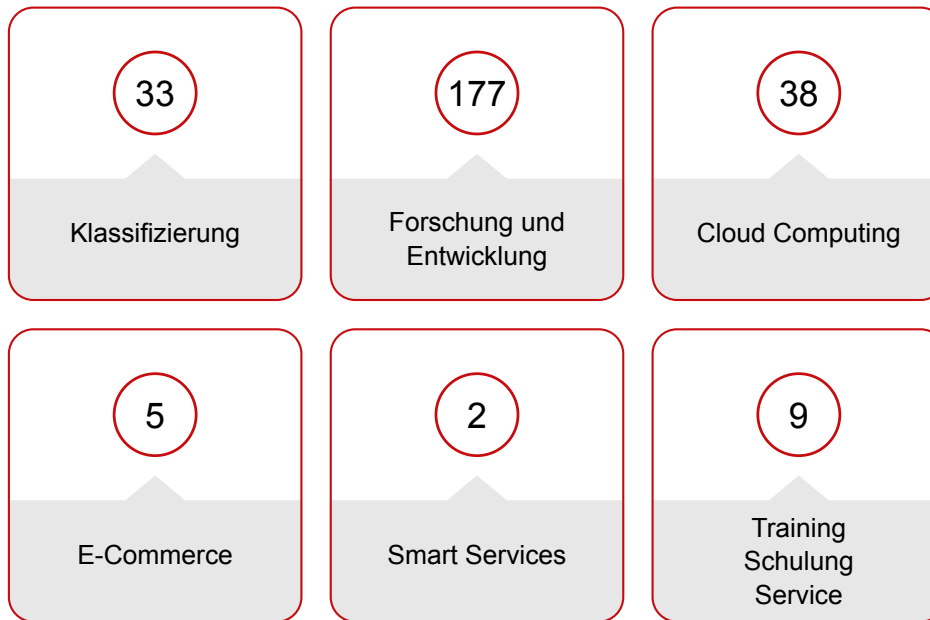 33
177
38
Klassifizierung
Forschung und
Entwicklung
Cloud Computing
5
2
9
E-Commerce
Smart Services
Training
Schulung
Service